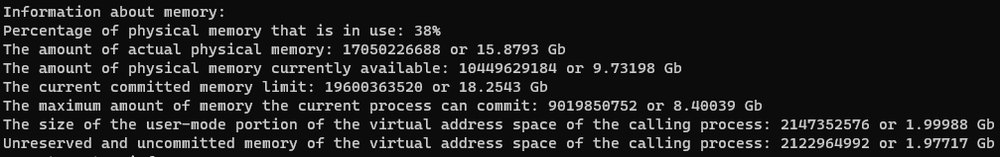 Information about memory:
Percentage of physical memory that is in use: 38%
The amount of actual physical memory: 17050226688 or 15.8793 Gb
The amount of physical memory currently available: 10449629184 or 9.73198 Gb
The current committed memory limit: 19600363520 or 18.2543 Gb
The maximum amount of memory the current process can commit: 9019850752 or 8.40039 Gb
The size of the user-mode portion of the virtual address space of the calling process: 2147352576 or 1.99988 Gb
Unreserved and uncommitted memory of the virtual address space of the calling process: 2122964992 or 1.97717 Gb